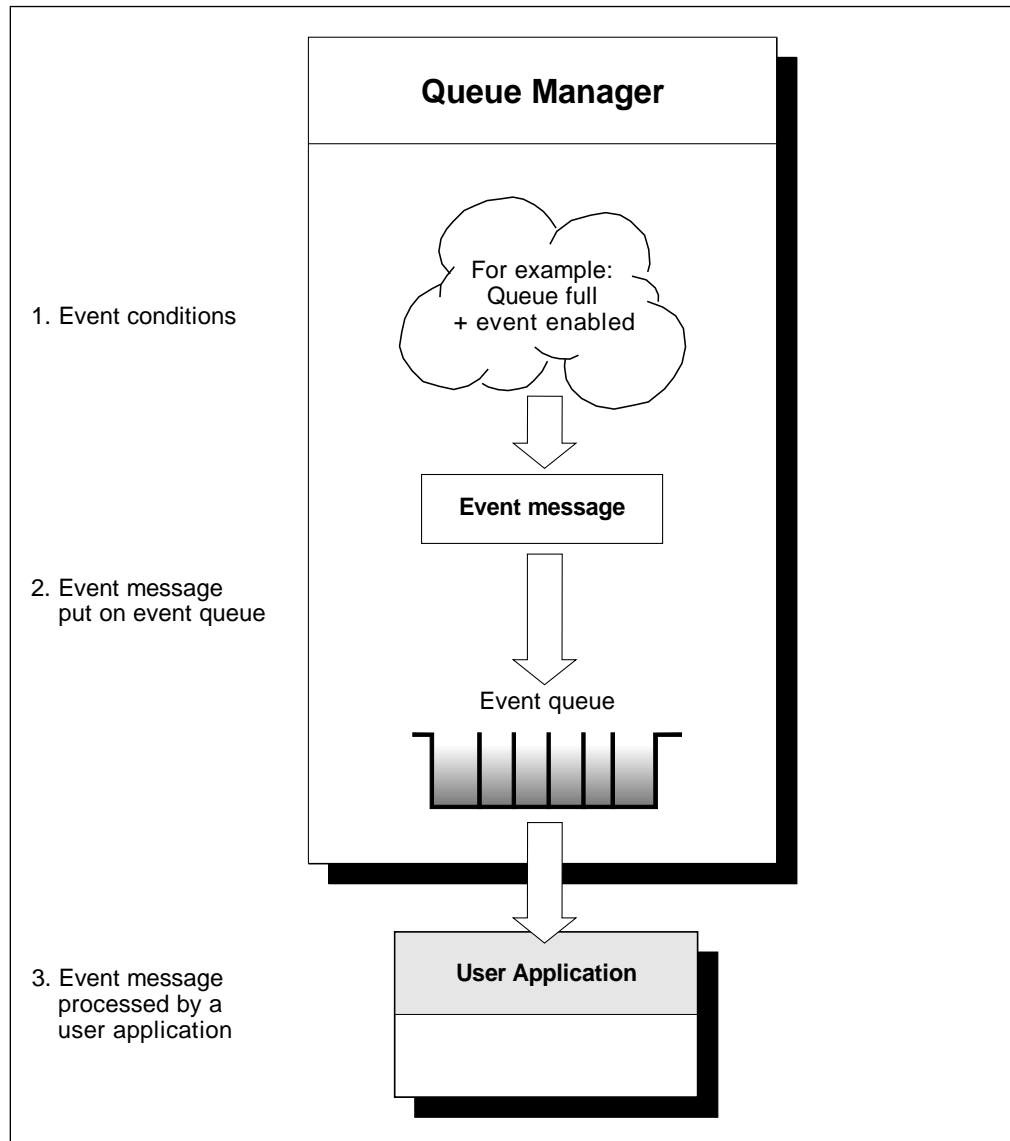 Queue Manager
For example:
Queue full
+ event enabled
1. Event conditions
Event message
2. Event message
put on event queue
Event queue
User Application
3. Event message
processed by a
user application